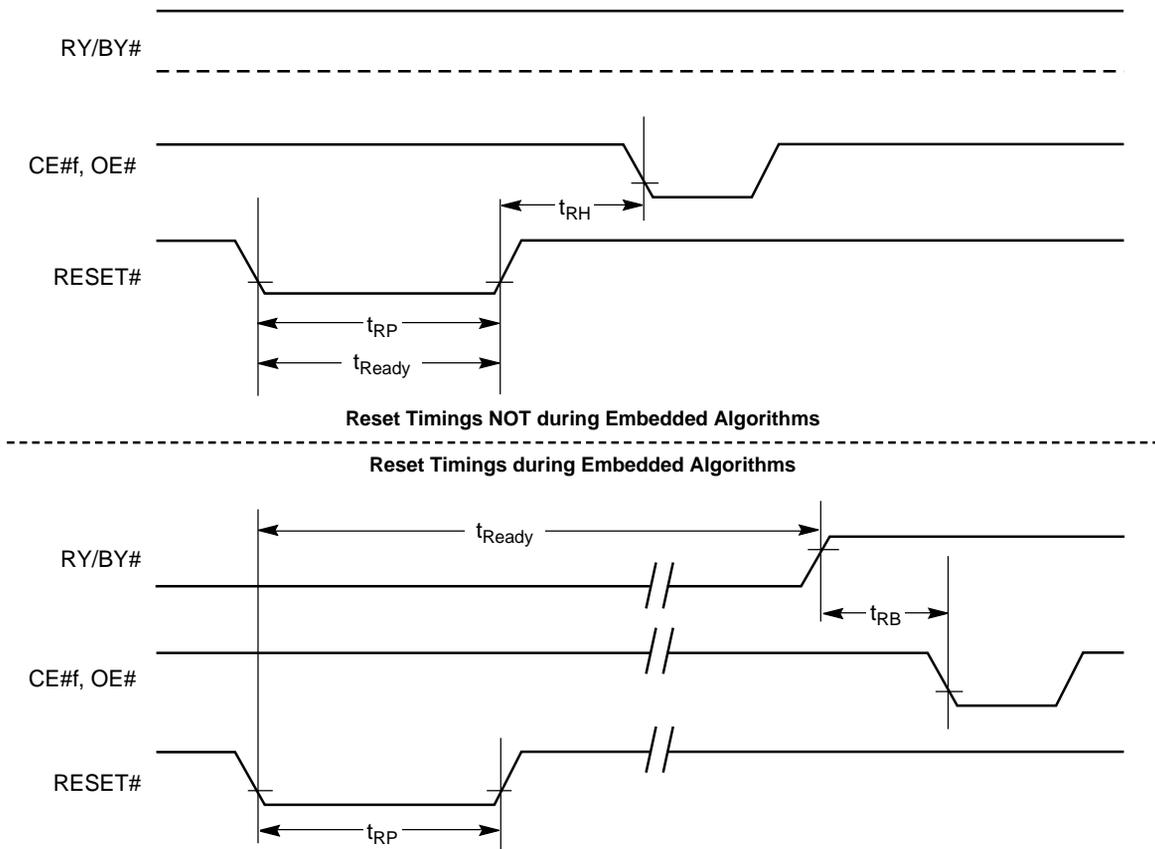 RY/BY#
CE#f, OE#
tRH
RESET#
tRP
tReady
Reset Timings NOT during Embedded Algorithms
Reset Timings during Embedded Algorithms
tReady
RY/BY#
tRB
CE#f, OE#
RESET#
tRP